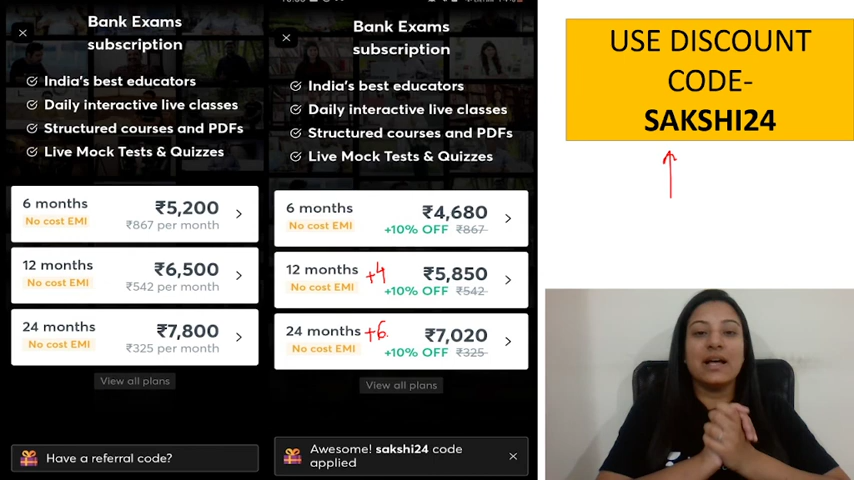 Bank Exams
subscription
India's best educators
Daily interactive live classes
Structured courses and PDFs
Live Mock Tests & Quizzes
6 months
₹5,200
No cost EMI
₹867 per month
12 months
₹6,500
No cost EMI
₹542 per month
24 months
₹7,800
No cost EMI
₹325 per month
View all plans
Have a referral code?
Bank Exams
subscription
India's best educators
Daily interactive live classes
Structured courses and PDFs
Live Mock Tests & Quizzes
6 months
₹4,680
No cost EMI
+10% OFF ₹867
12 months +4
₹5,850
No cost EMI
+10% OFF ₹542
24 months +6
₹7,020
No cost EMI
+10% OFF ₹325
View all plans
Awesome! sakshi24 code
applied
USE DISCOUNT
CODE-
SAKSHI24